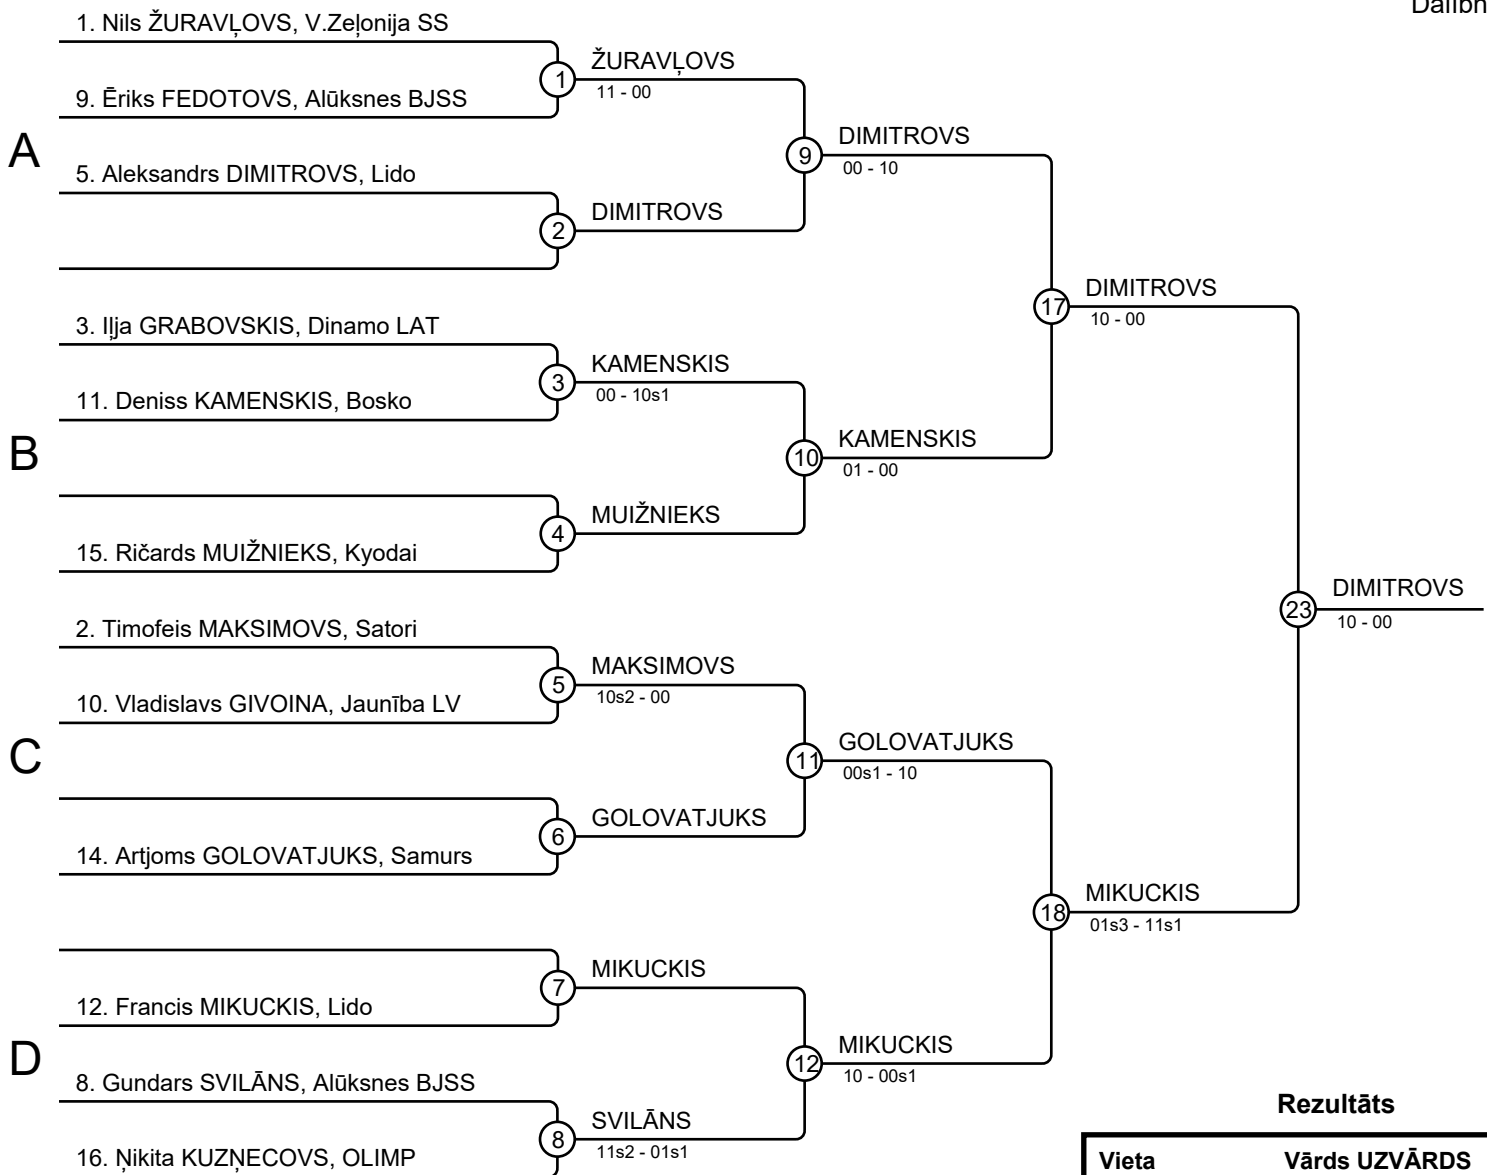 Dalībn
1. Nils ŽURAVĻOVS, V.Zeļonija SS
ŽURAVĻOVS
1
11 - 00
9. Ēriks FEDOTOVS, Alūksnes BJSS
A
DIMITROVS
9
00 - 10
5. Aleksandrs DIMITROVS, Lido
DIMITROVS
2
DIMITROVS
17
10 - 00
3. Iļja GRABOVSKIS, Dinamo LAT
KAMENSKIS
3
00 - 10s1
11. Deniss KAMENSKIS, Bosko
B
KAMENSKIS
10
01 - 00
MUIŽNIEKS
4
15. Ričards MUIŽNIEKS, Kyodai
DIMITROVS
23
10 - 00
2. Timofeis MAKSIMOVS, Satori
MAKSIMOVS
5
10s2 - 00
10. Vladislavs GIVOINA, Jaunība LV
C
GOLOVATJUKS
11
00s1 - 10
GOLOVATJUKS
6
14. Artjoms GOLOVATJUKS, Samurs
MIKUCKIS
18
01s3 - 11s1
MIKUCKIS
7
12. Francis MIKUCKIS, Lido
D
MIKUCKIS
12
10 - 00s1
8. Gundars SVILĀNS, Alūksnes BJSS
SVILĀNS
8
11s2 - 01s1
16. Ņikita KUZŅECOVS, OLIMP
Rezultāts
Vieta Vārds UZVĀRDS